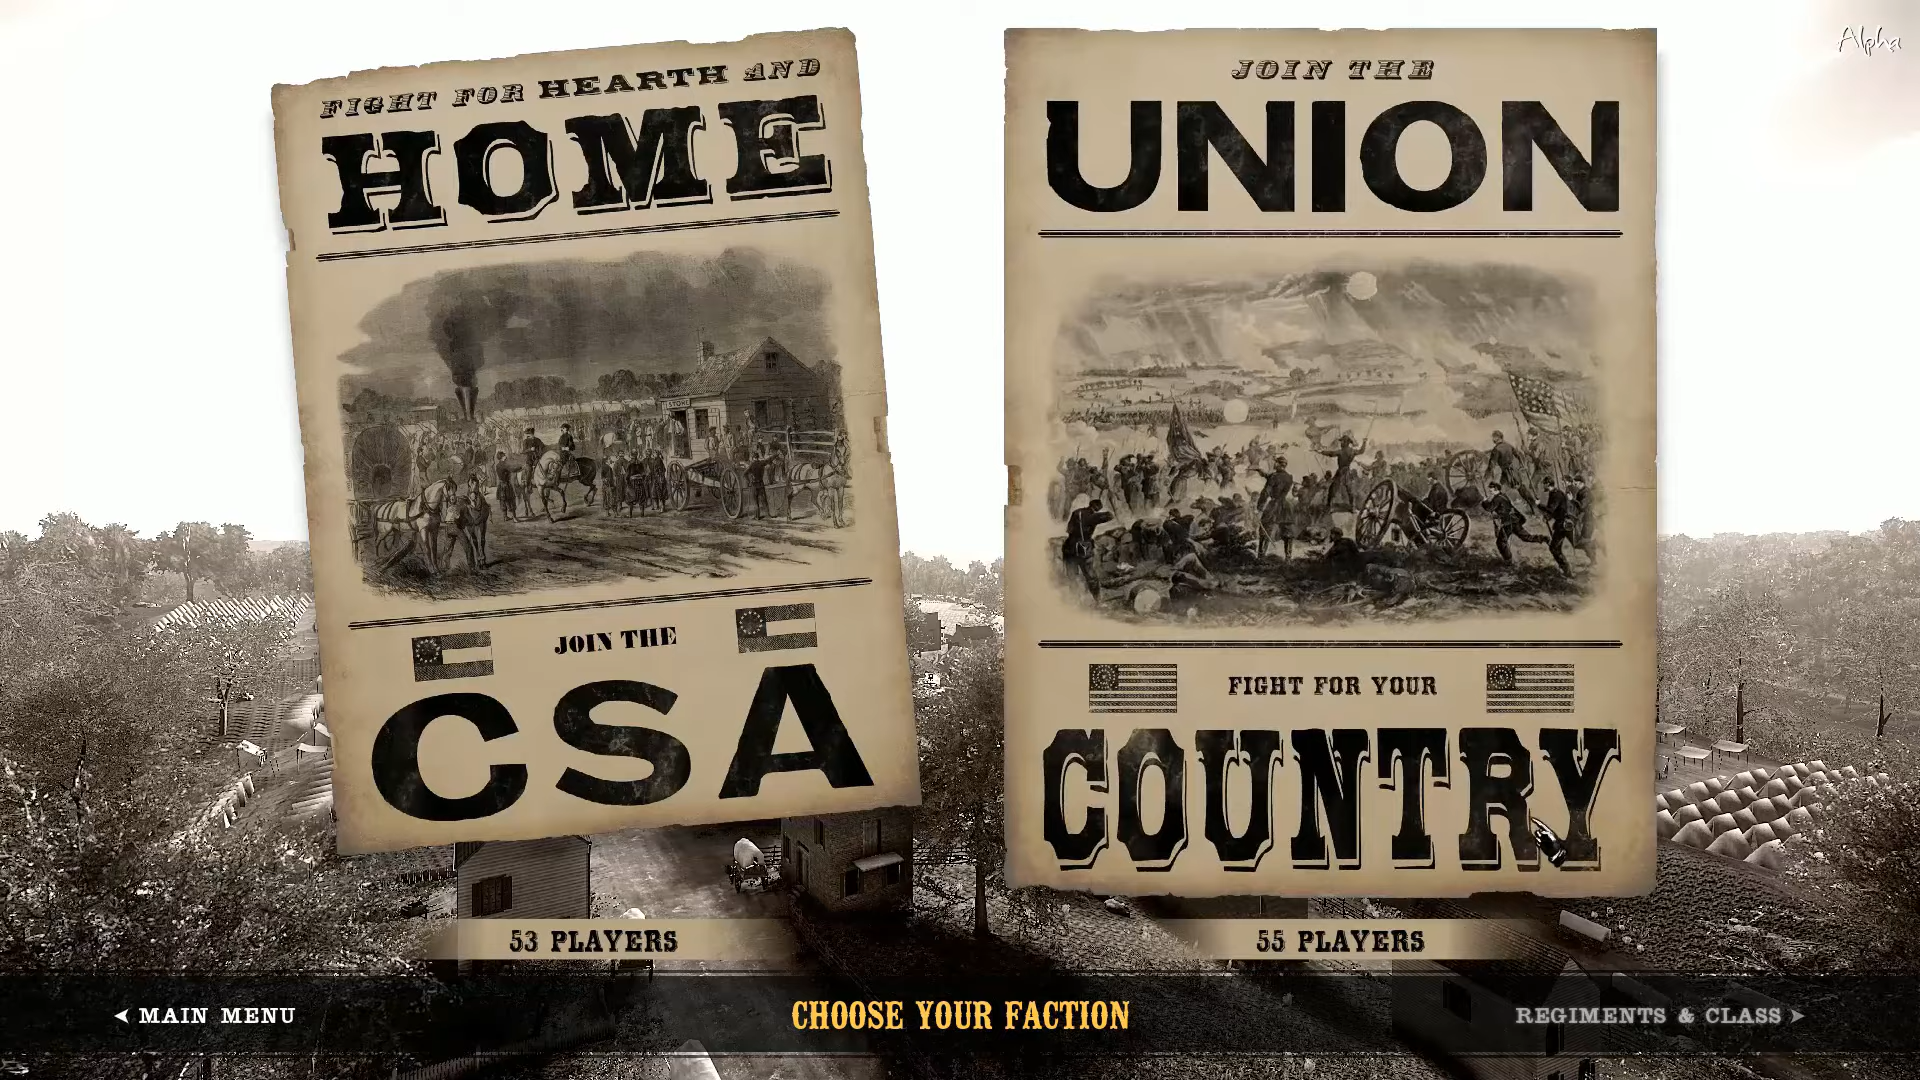 Alpha
FIGHT FOR HEARTH AND
HOME
STORE
JOIN THE
CSA
JOIN THE
UNION
FIGHT FOR YOUR
COUNTRY
53 PLAYERS
55 PLAYERS
MAIN MENU
CHOOSE YOUR FACTION
REGIMENTS & CLASS